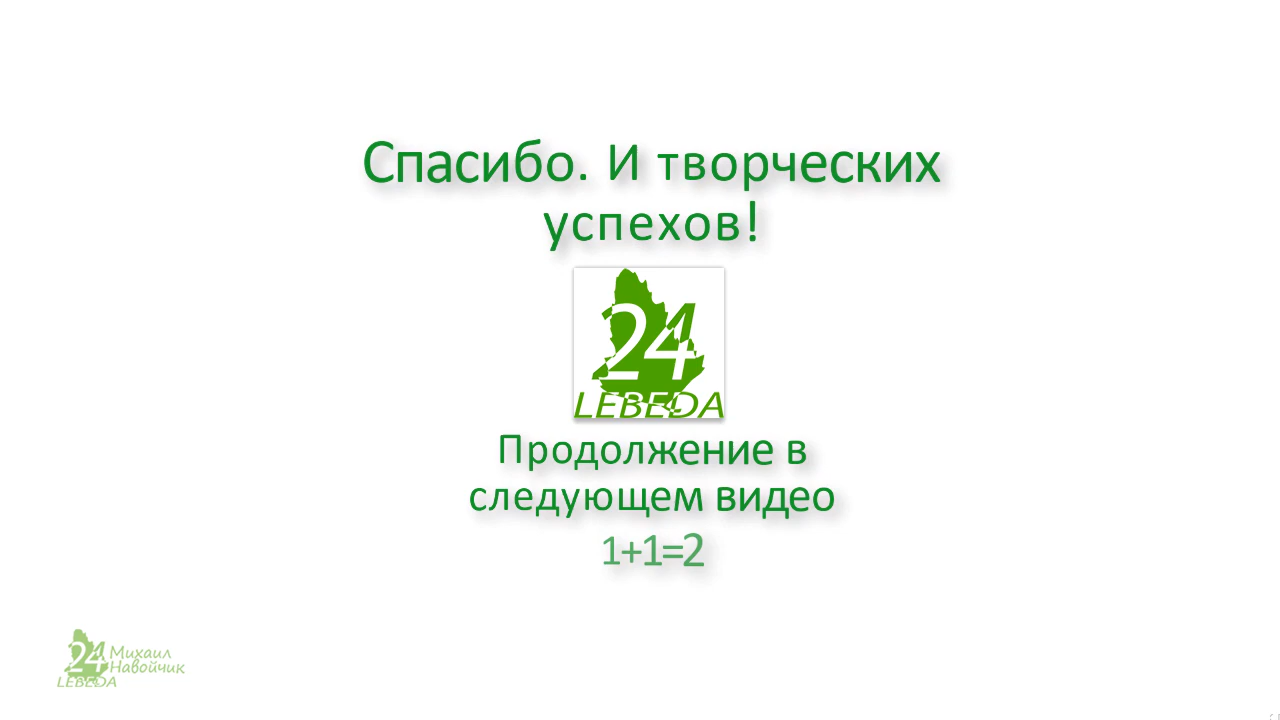 Спасибо. И творческих
успехов!
24
LEBEDA
Продолжение в
следующем видео
1+1=2
24 Михаил
Навойчик
LEBEDA